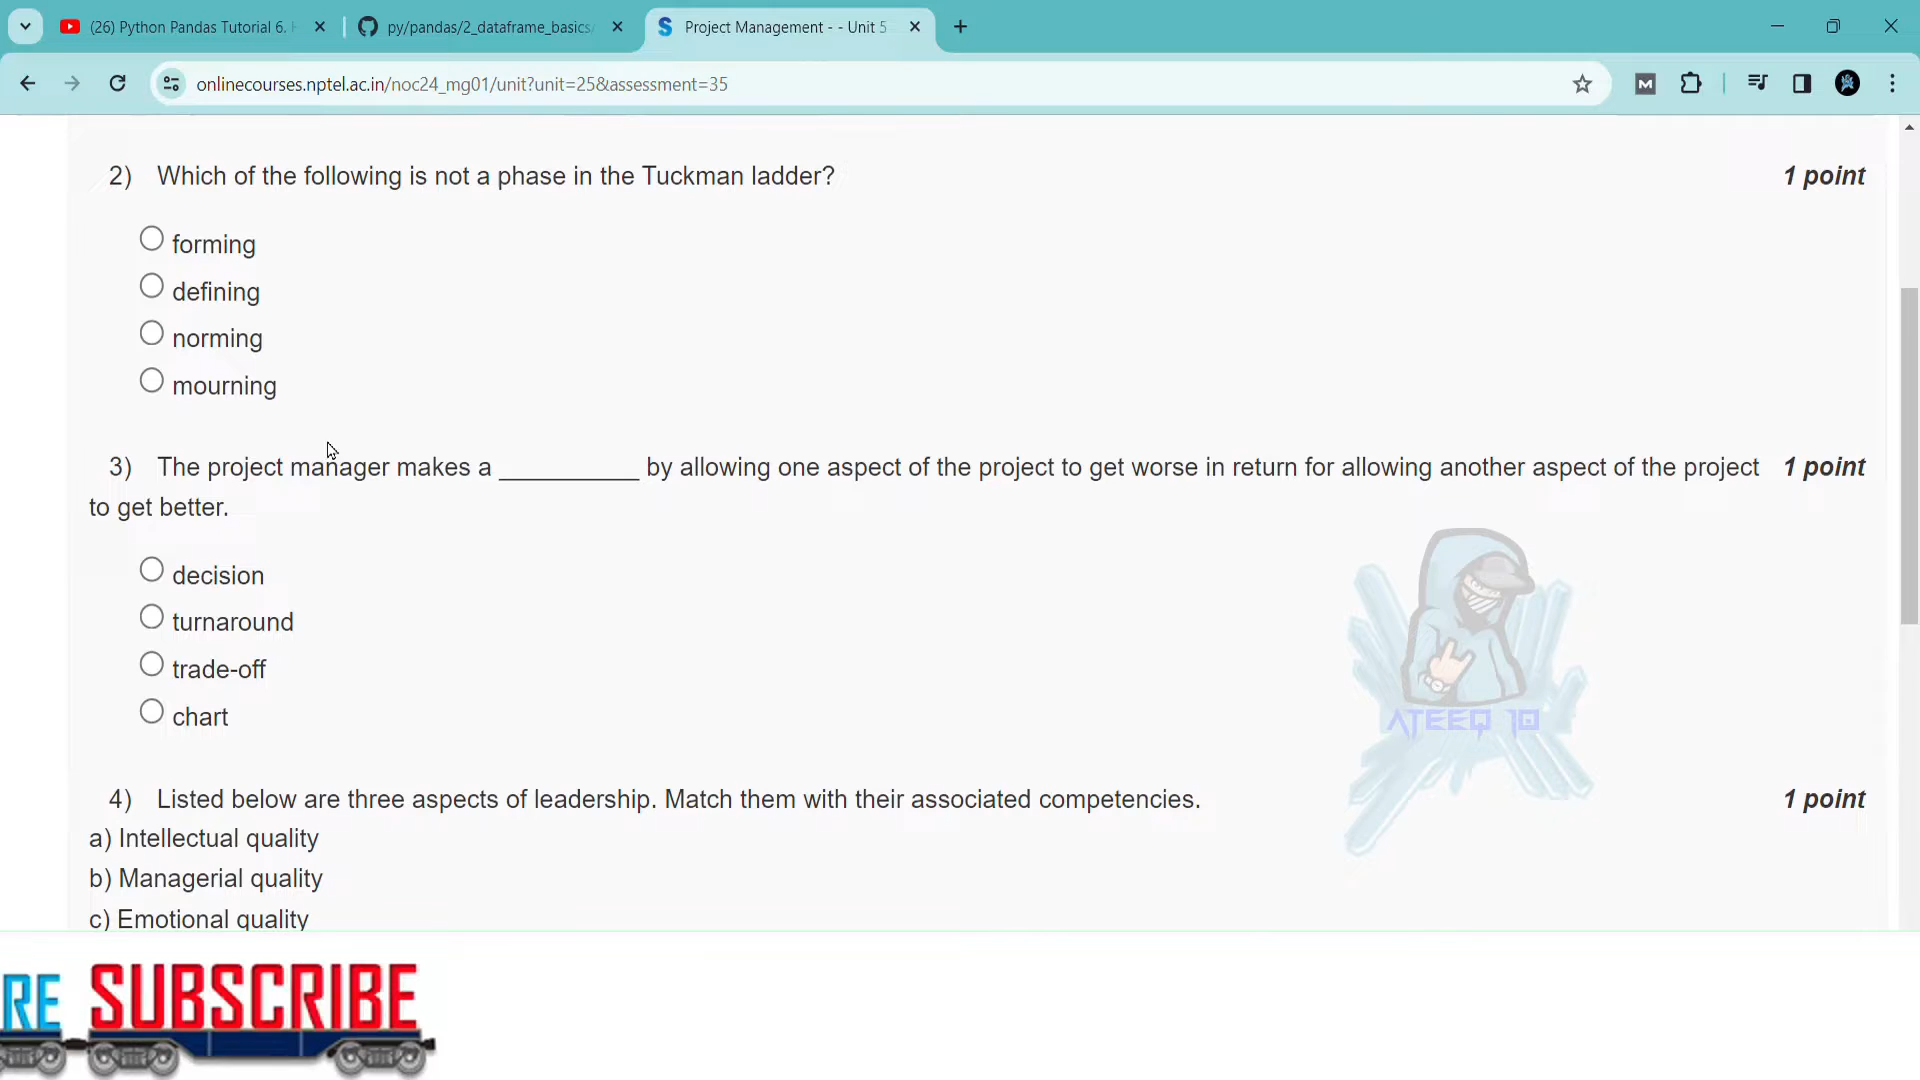 (26) Python Pandas Tutorial 6.
py/pandas/2_dataframe_basics/
Project Management - - Unit 5
onlinecourses.nptel.ac.in/noc24_mg01/unit?unit=25&assessment=35
2) Which of the following is not a phase in the Tuckman ladder? 1 point
forming
defining
norming
mourning
3) The project manager makes a __________ by allowing one aspect of the project to get worse in return for allowing another aspect of the project 1 point
to get better.
decision
turnaround
trade-off
chart
ATEEQ 10
4) Listed below are three aspects of leadership. Match them with their associated competencies. 1 point
a) Intellectual quality
b) Managerial quality
c) Emotional quality
RE SUBSCRIBE